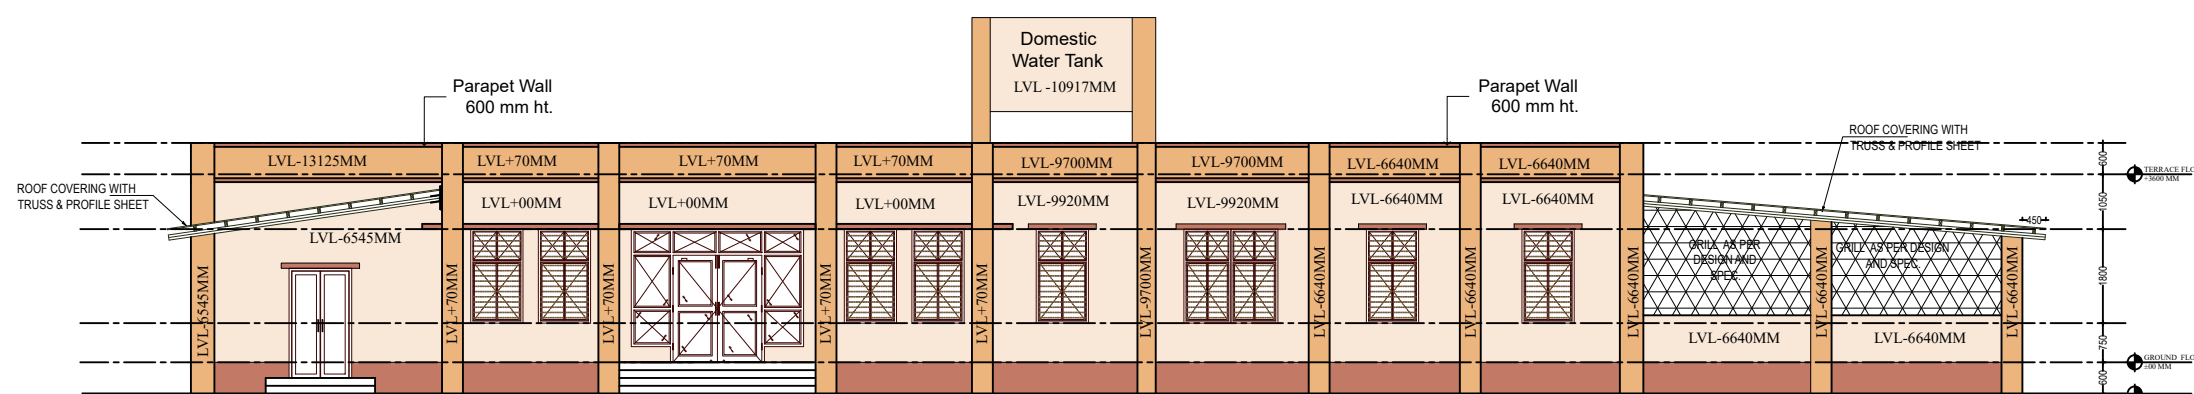 Domestic
Water Tank
LVL -10917MM
Parapet Wall
600 mm ht.
Parapet Wall
600 mm ht.
ROOF COVERING WITH
TRUSS & PROFILE SHEET
LVL-13125MM
LVL+70MM
LVL+70MM
LVL+70MM
LVL-9700MM
LVL-9700MM
LVL-6640MM
LVL-6640MM
600
TERRACE FLO
+3600 MM
ROOF COVERING WITH
TRUSS & PROFILE SHEET
LVL+00MM
LVL+00MM
LVL+00MM
LVL-9920MM
LVL-9920MM
LVL-6640MM
LVL-6640MM
1050
450
LVL-6545MM
GRILL AS PER
DESIGN AND
SPEC.
GRILL AS PER DESIGN
AND SPEC.
LVL-6545MM
LVL+70MM
LVL+70MM
LVL+70MM
LVL+70MM
LVL-9700MM
LVL-6640MM
LVL-6640MM
LVL-6640MM
LVL-6640MM
LVL-6640MM
1800
LVL-6640MM
LVL-6640MM
750
GROUND FLO
±00 MM
600